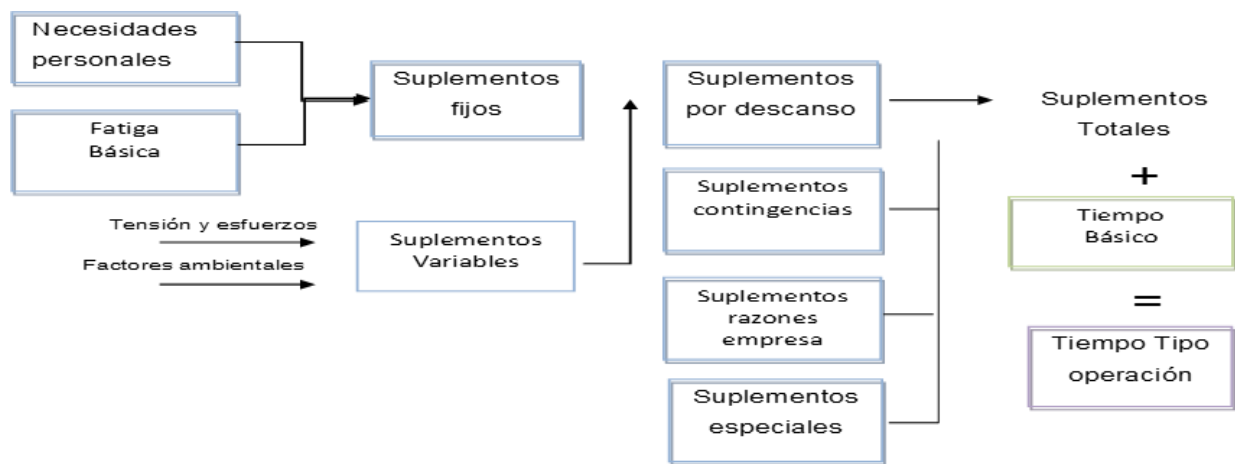 Necesidades
personales
Fatiga
Básica
Suplementos
fijos
Tensión y esfuerzos
Factores ambientales
Suplementos
Variables
Suplementos
por descanso
Suplementos
contingencias
Suplementos
razones
empresa
Suplementos
especiales
Suplementos
Totales
+
Tiempo
Básico
=
Tiempo Tipo
operación